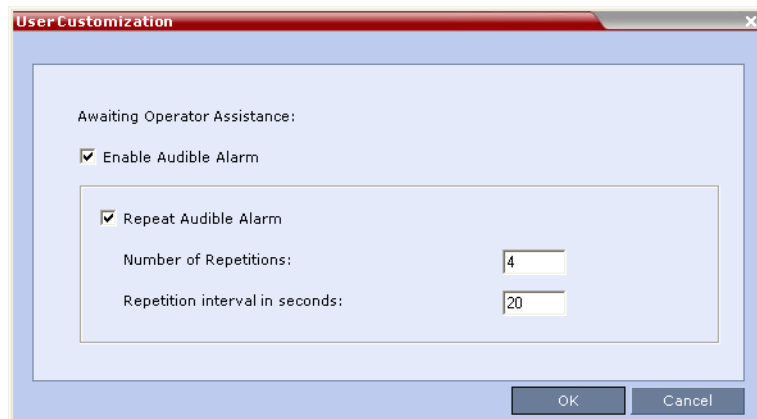 User Customization
Awaiting Operator Assistance:
Enable Audible Alarm
Repeat Audible Alarm
Number of Repetitions: 4
Repetition interval in seconds: 20
OK Cancel